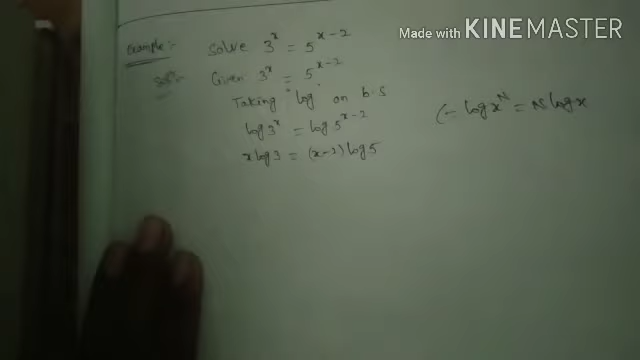 Made with KINEMASTER
Example:- Solve 3^x = 5^{x-2}
Sol:- Given 3^x = 5^{x-2}
Taking "log" on b.s
log 3^x = log 5^{x-2} (∵ log x^N = N log x
x log 3 = (x-2) log 5